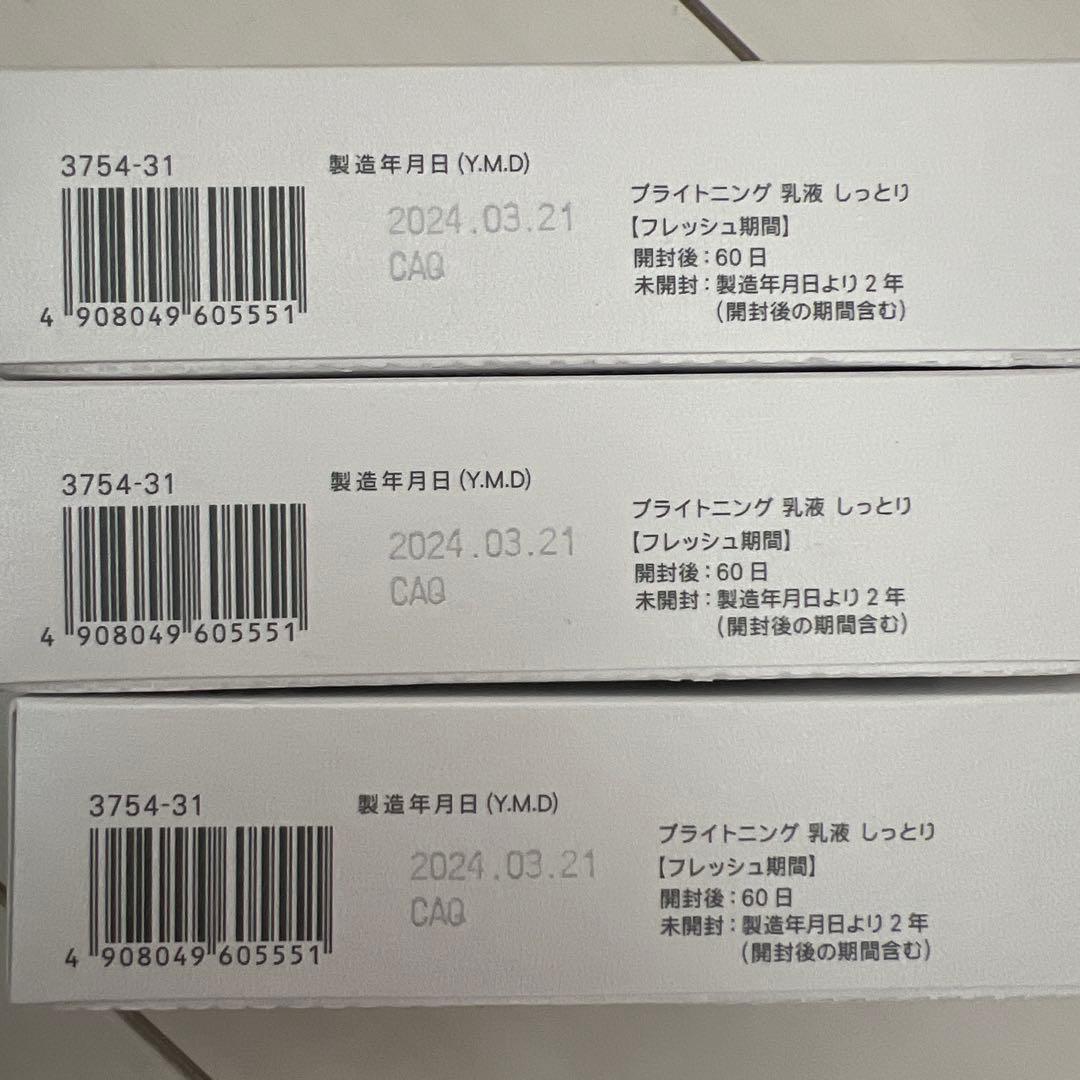 3754-31
製造年月日(Y.M.D)
2024.03.21
CAQ
4 908049 605551
ブライトニング 乳液 しっとり
【フレッシュ期間】
開封後：60日
未開封：製造年月日より2年
(開封後の期間含む)
3754-31
製造年月日(Y.M.D)
2024.03.21
CAQ
4 908049 605551
ブライトニング 乳液 しっとり
【フレッシュ期間】
開封後：60日
未開封：製造年月日より2年
(開封後の期間含む)
3754-31
製造年月日(Y.M.D)
2024.03.21
CAQ
4 908049 605551
ブライトニング 乳液 しっとり
【フレッシュ期間】
開封後：60日
未開封：製造年月日より2年
(開封後の期間含む)